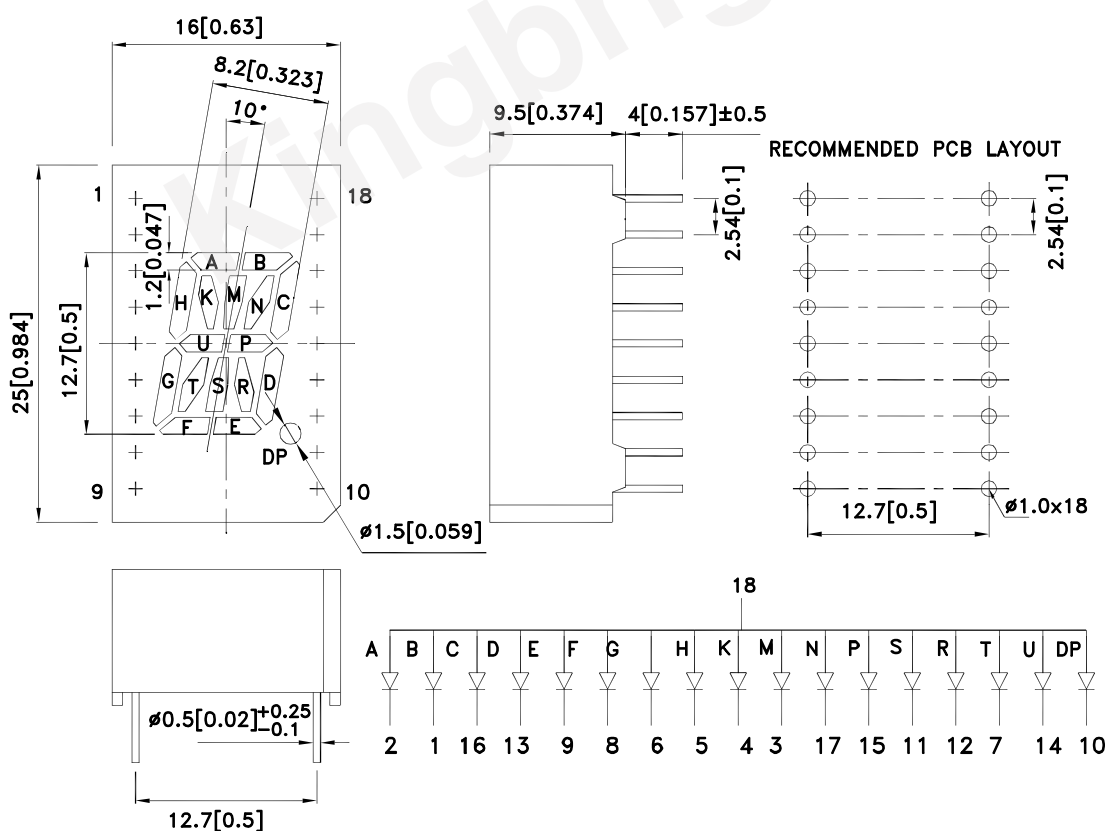 Kingbrig
16[0.63]
8.2[0.323]
10°
1
18
1.2[0.047]
12.7[0.5]
25[0.984]
A B
H K M N C
U P
G T S R D
F E
DP
9
10
ø1.5[0.059]
9.5[0.374]
4[0.157]±0.5
2.54[0.1]
RECOMMENDED PCB LAYOUT
2.54[0.1]
12.7[0.5]
ø1.0x18
ø0.5[0.02]+0.25
−0.1
12.7[0.5]
18
A B C D E F G H K M N P S R T U DP
2 1 16 13 9 8 6 5 4 3 17 15 11 12 7 14 10